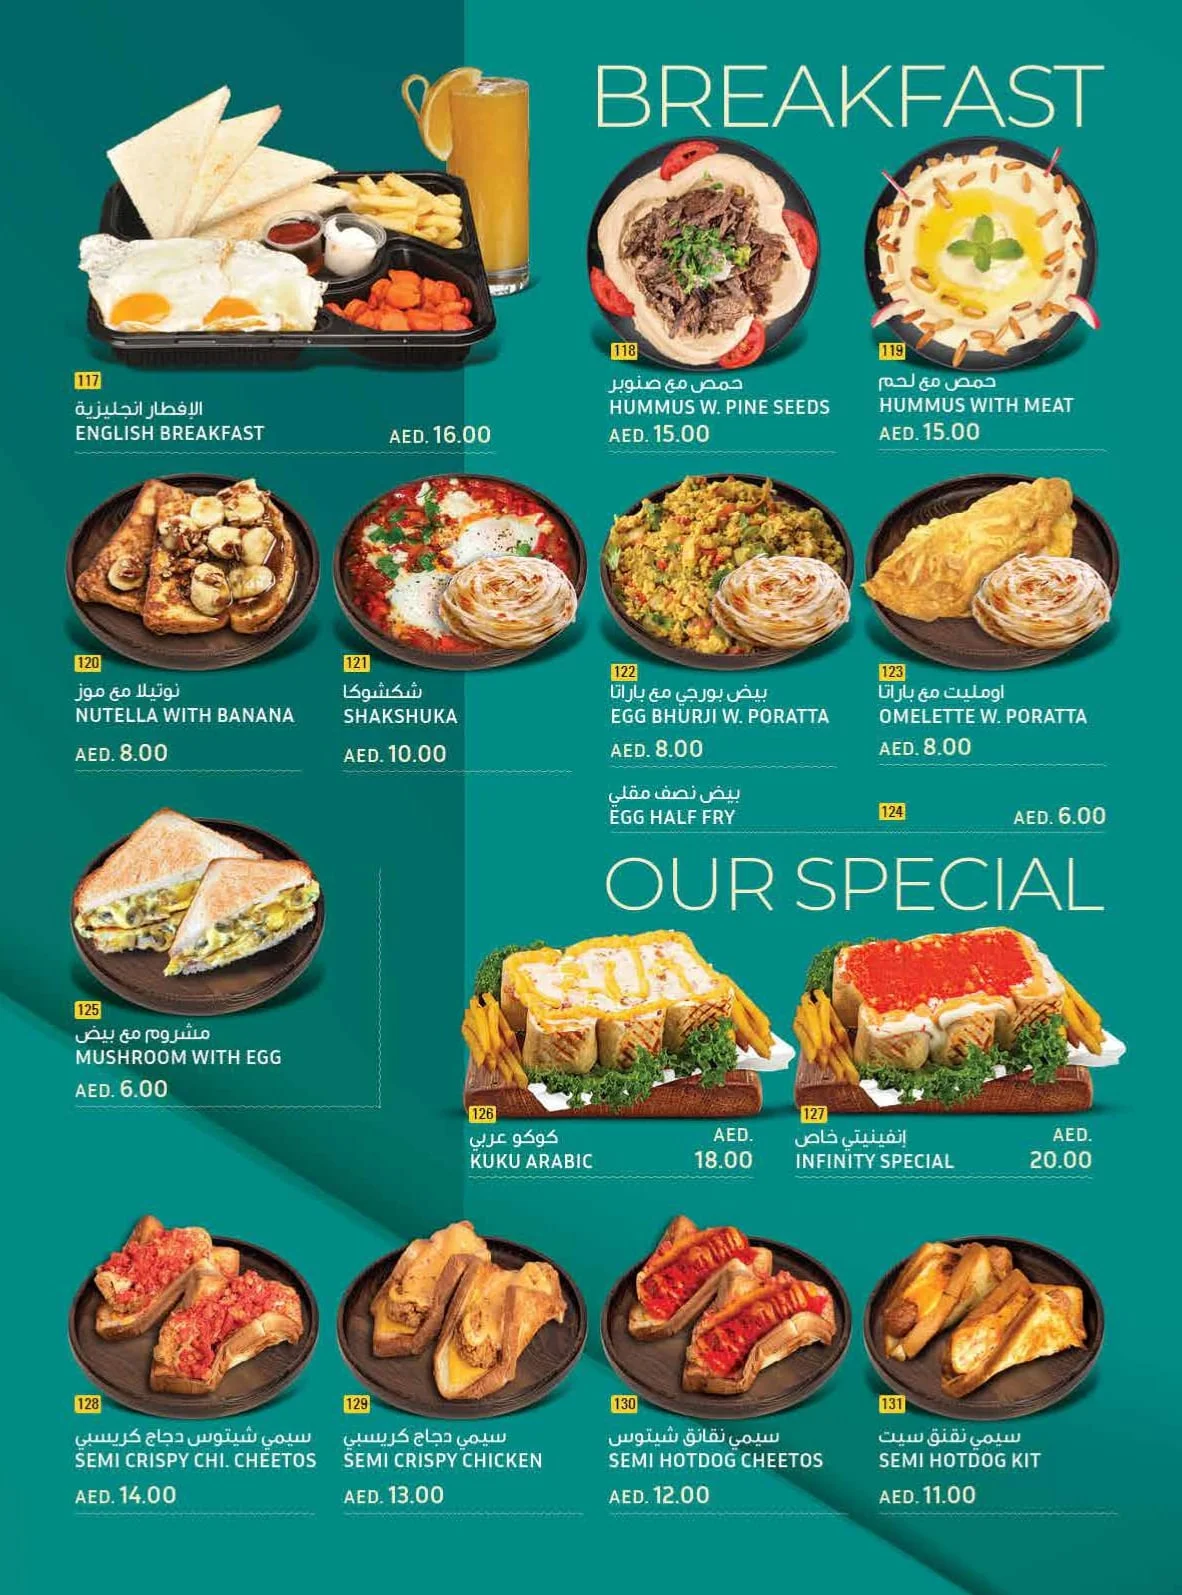 BREAKFAST
117
الإفطار انجليزية
ENGLISH BREAKFAST
AED. 16.00
118
حمص مع صنوبر
HUMMUS W. PINE SEEDS
AED. 15.00
119
حمص مع لحم
HUMMUS WITH MEAT
AED. 15.00
120
نوتيلا مع موز
NUTELLA WITH BANANA
AED. 8.00
121
شكشوكا
SHAKSHUKA
AED. 10.00
122
بيض بورجي مع باراتا
EGG BHURJI W. PORATTA
AED. 8.00
123
اومليت مع باراتا
OMELETTE W. PORATTA
AED. 8.00
بيض نصف مقلي
EGG HALF FRY
124
AED. 6.00
125
مشروم مع بيض
MUSHROOM WITH EGG
AED. 6.00
OUR SPECIAL
126
كوكو عربي
KUKU ARABIC
AED.
18.00
127
إنفينيتي خاص
INFINITY SPECIAL
AED.
20.00
128
سيمي شيتوس دجاج كريسبي
SEMI CRISPY CHI. CHEETOS
AED. 14.00
129
سيمي دجاج كريسبي
SEMI CRISPY CHICKEN
AED. 13.00
130
سيمي نقانق شيتوس
SEMI HOTDOG CHEETOS
AED. 12.00
131
سيمي نقنق سيت
SEMI HOTDOG KIT
AED. 11.00